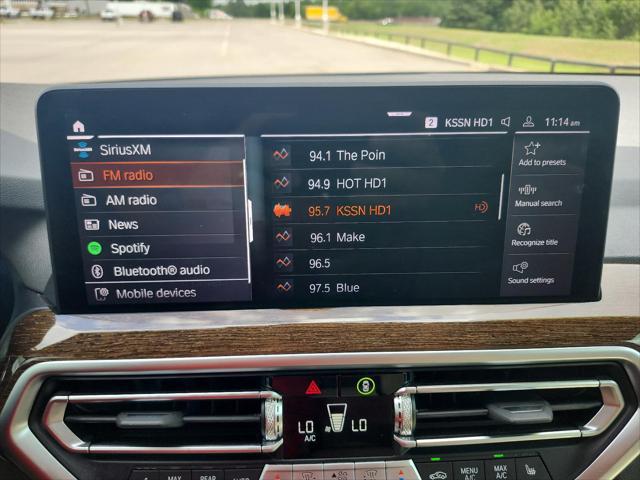 2 KSSN HD1 11:14 am
SiriusXM
FM radio
AM radio
News
Spotify
Bluetooth® audio
Mobile devices
94.1 The Poin
94.9 HOT HD1
95.7 KSSN HD1 HD
96.1 Make
96.5
97.5 Blue
Add to presets
Manual search
Recognize title
Sound settings
LO LO
A/C
MAX REAR
MENU A/C
MAX A/C